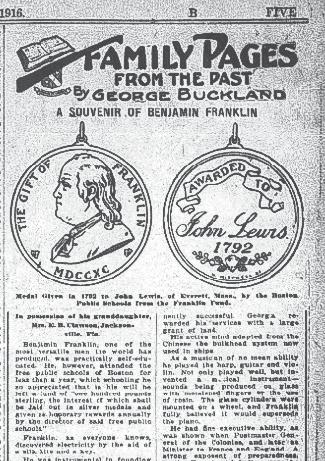 1916.
B
FIVE
FAMILY PAGES
FROM THE PAST
By GEORGE BUCKLAND
A SOUVENIR OF BENJAMIN FRANKLIN
THE GIFT OF FRANKLIN
MDCCXC
AWARDED TO
John Lewis
1792
Medal Given in 1792 to John Lewis, of Everett, Mass., by the Boston
Public Schools from the Franklin Fund.
In possession of his granddaughter,
Mrs. E. B. Clawson, Jackson-
ville, Fla.
Benjamin Franklin, one of the
most versatile men the world has
produced, was practically self-edu-
cated. He, however, attended the
free public schools of Boston for
less than a year, which schooling he
so appreciated that in his will he
left a fund of "one hundred pounds
sterling, the interest of which shall
be laid out in silver medals and
given as honorary rewards annually
by the director of said free public
schools."
Franklin, as everyone knows,
discovered electricity by the aid of
a silk kite and a key.
He was instrumental in founding
nently successful. Georgia re-
warded his services with a large
grant of land.
His active mind adapted from the
Chinese the bulkhead system now
used in ships
As a musician of no mean ability
he played the harp, guitar and vio-
lin. Not only played well, but in-
vented a musical instrument—
sounds being produced on glass
with moistened fingers or the use
of rosin. The glass cylinders were
mounted on a wheel, and Franklin
fully believed it would supersede
the piano.
He had fine executive ability, as
was shown when Postmaster Gen-
eral of the Colonies, and later as
Minister to France and England. A
strong exponent of preparedness,